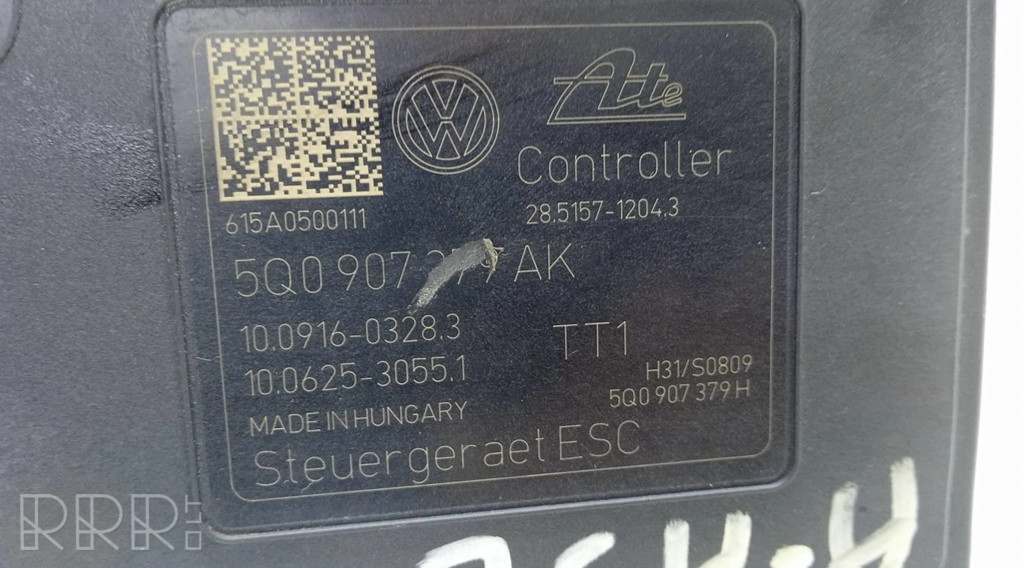 Ate
Controller
615A0500111
28.5157-1204.3
5Q0 907 AK
10.0916-0328.3
TT1
10.0625-3055.1
H31/S0809
5Q0 907 379 H
MADE IN HUNGARY
Steuergeraet ESC
RRR.LT